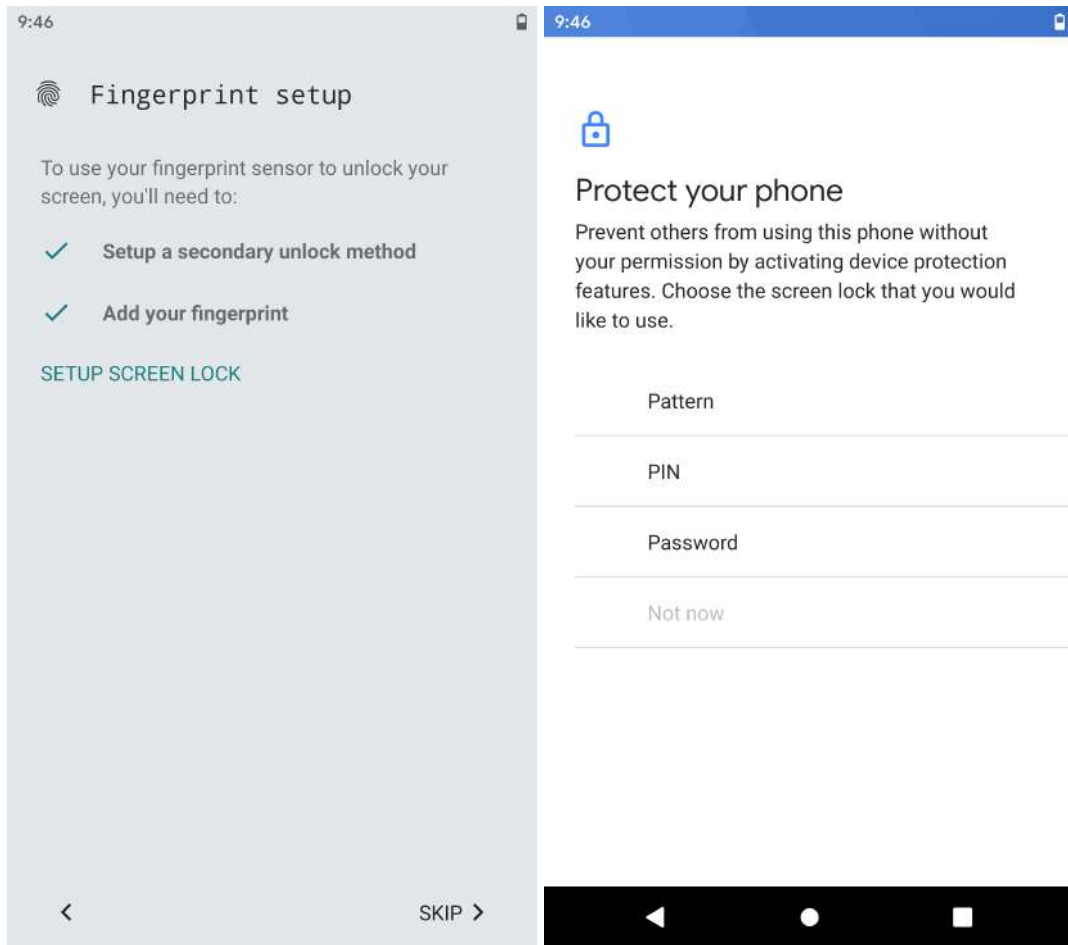 9:46
Fingerprint setup
To use your fingerprint sensor to unlock your
screen, you'll need to:
Setup a secondary unlock method
Add your fingerprint
SETUP SCREEN LOCK
SKIP
9:46
Protect your phone
Prevent others from using this phone without
your permission by activating device protection
features. Choose the screen lock that you would
like to use.
Pattern
PIN
Password
Not now